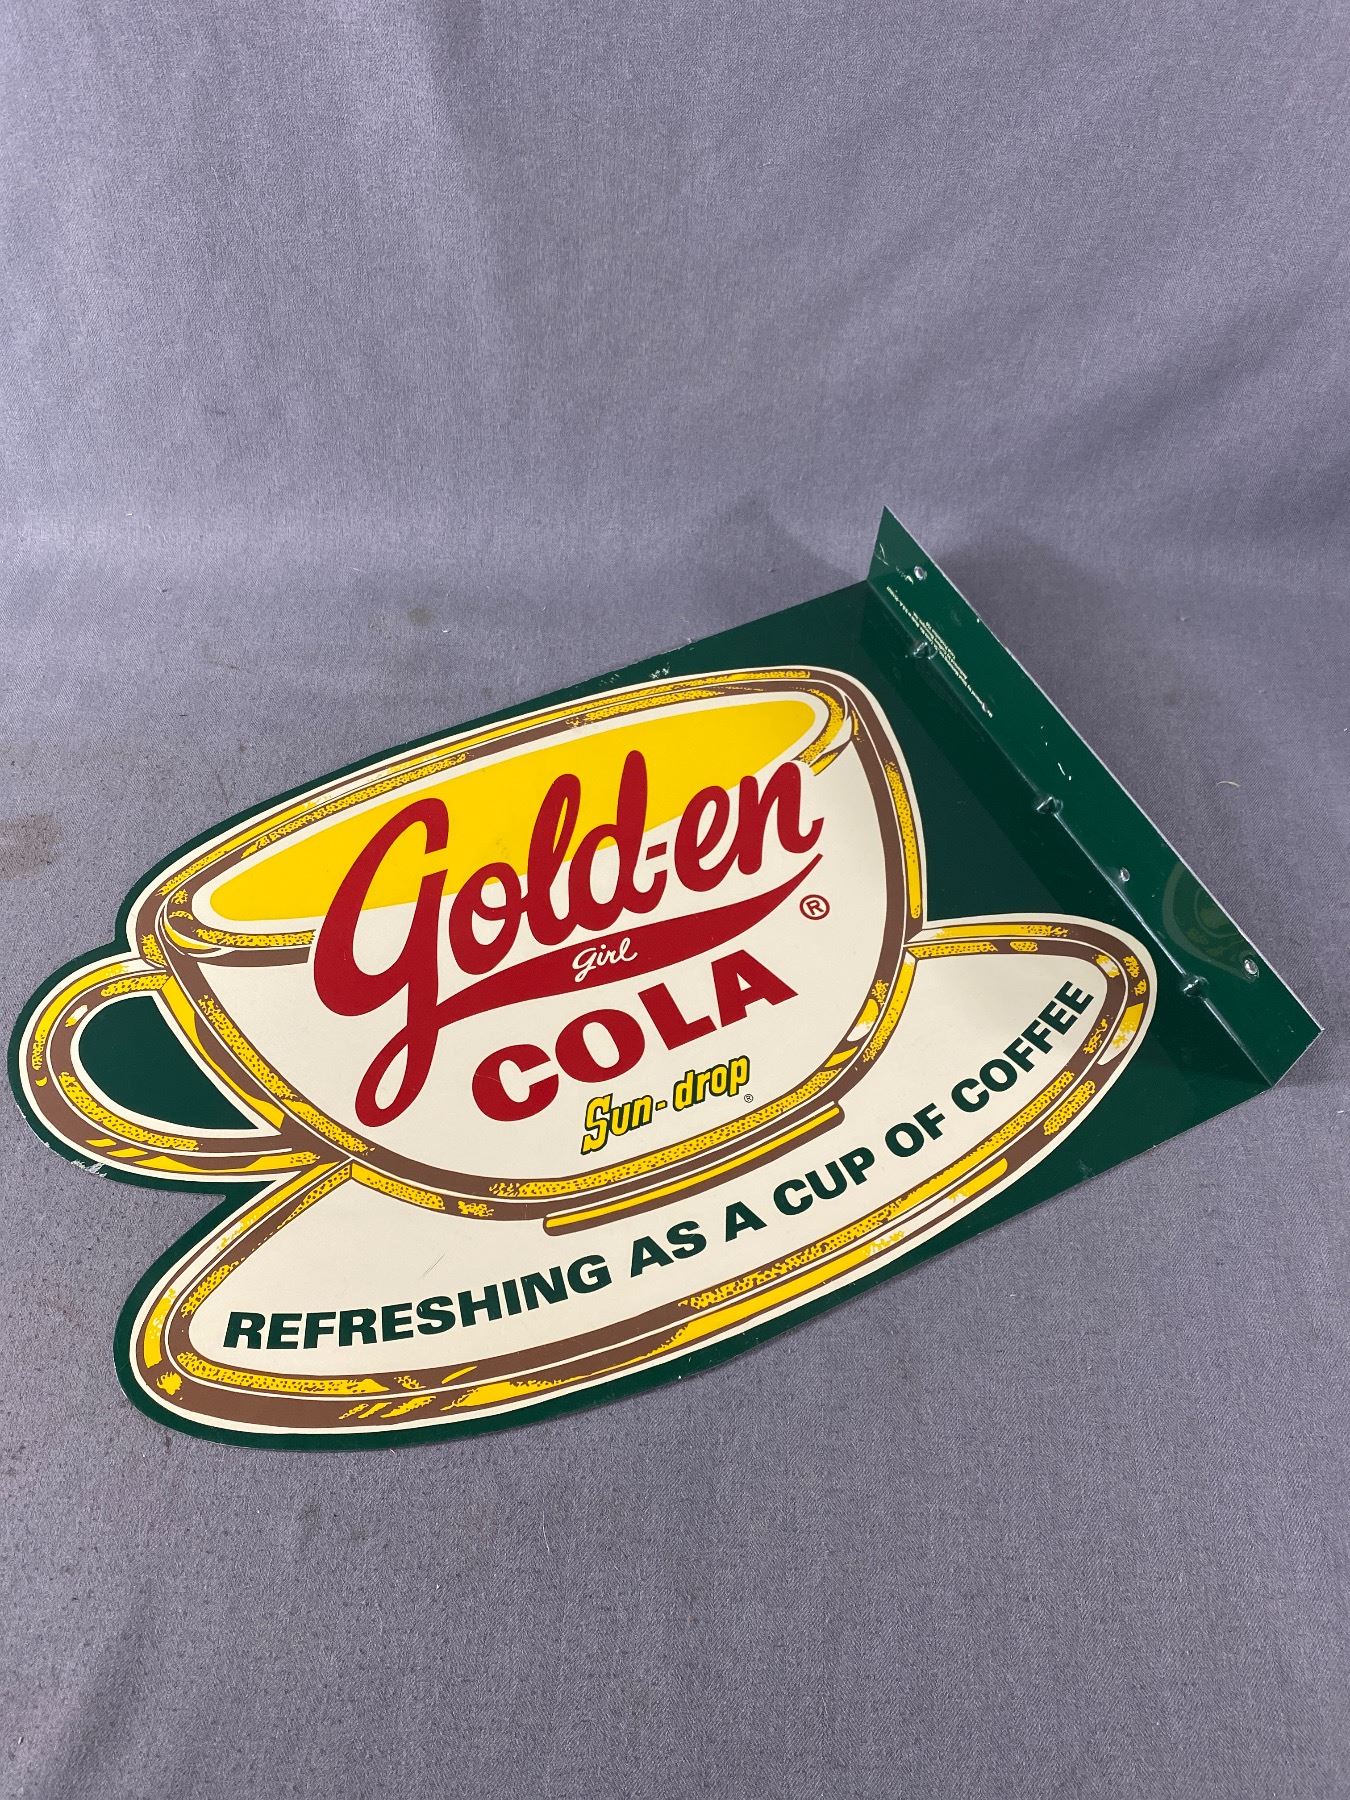 Gold-en
girl
COLA
®
Sun-drop
®
REFRESHING AS A CUP OF COFFEE